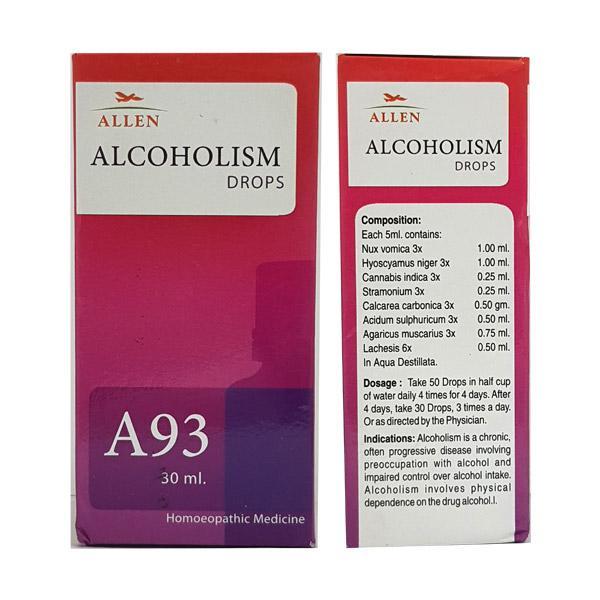 ALLEN
ALCOHOLISM
DROPS
A93
30 ml.
Homoeopathic Medicine
ALLEN
ALCOHOLISM
DROPS
Composition:
Each 5ml. contains:
Nux vomica 3x 1.00 ml.
Hyoscyamus niger 3x 1.00 ml.
Cannabis indica 3x 0.25 ml.
Stramonium 3x 0.25 ml.
Calcarea carbonica 3x 0.50 gm.
Acidum sulphuricum 3x 0.50 ml.
Agaricus muscarius 3x 0.75 ml.
Lachesis 6x 0.50 ml.
In Aqua Destillata.
Dosage : Take 50 Drops in half cup
of water daily 4 times for 4 days. After
4 days, take 30 Drops, 3 times a day.
Or as directed by the Physician.
Indications: Alcoholism is a chronic,
often progressive disease involving
preoccupation with alcohol and
impaired control over alcohol intake.
Alcoholism involves physical
dependence on the drug alcohol.l.